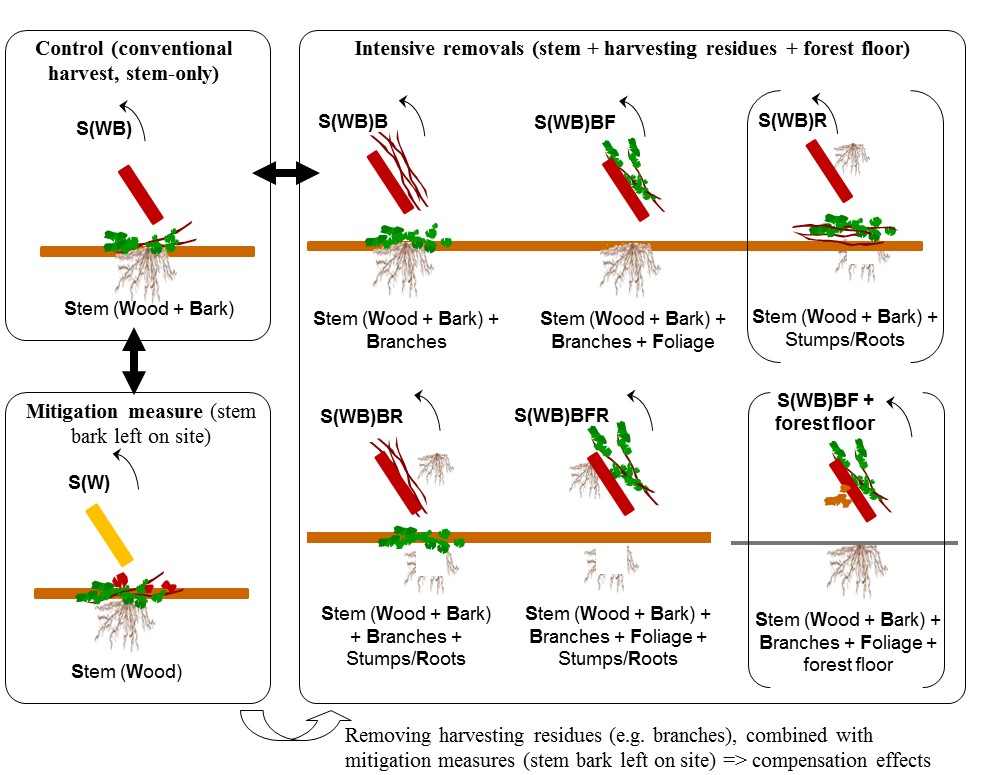 Control (conventional
harvest, stem-only)
S(WB)
Stem (Wood + Bark)
Mitigation measure (stem
bark left on site)
S(W)
Stem (Wood)
Intensive removals (stem + harvesting residues + forest floor)
S(WB)B
Stem (Wood + Bark) +
Branches
S(WB)BF
Stem (Wood + Bark) +
Branches + Foliage
S(WB)R
Stem (Wood + Bark) +
Stumps/Roots
S(WB)BR
Stem (Wood + Bark)
+ Branches +
Stumps/Roots
S(WB)BFR
Stem (Wood + Bark) +
Branches + Foliage +
Stumps/Roots
S(WB)BF +
forest floor
Stem (Wood + Bark) +
Branches + Foliage +
forest floor
Removing harvesting residues (e.g. branches), combined with
mitigation measures (stem bark left on site) => compensation effects